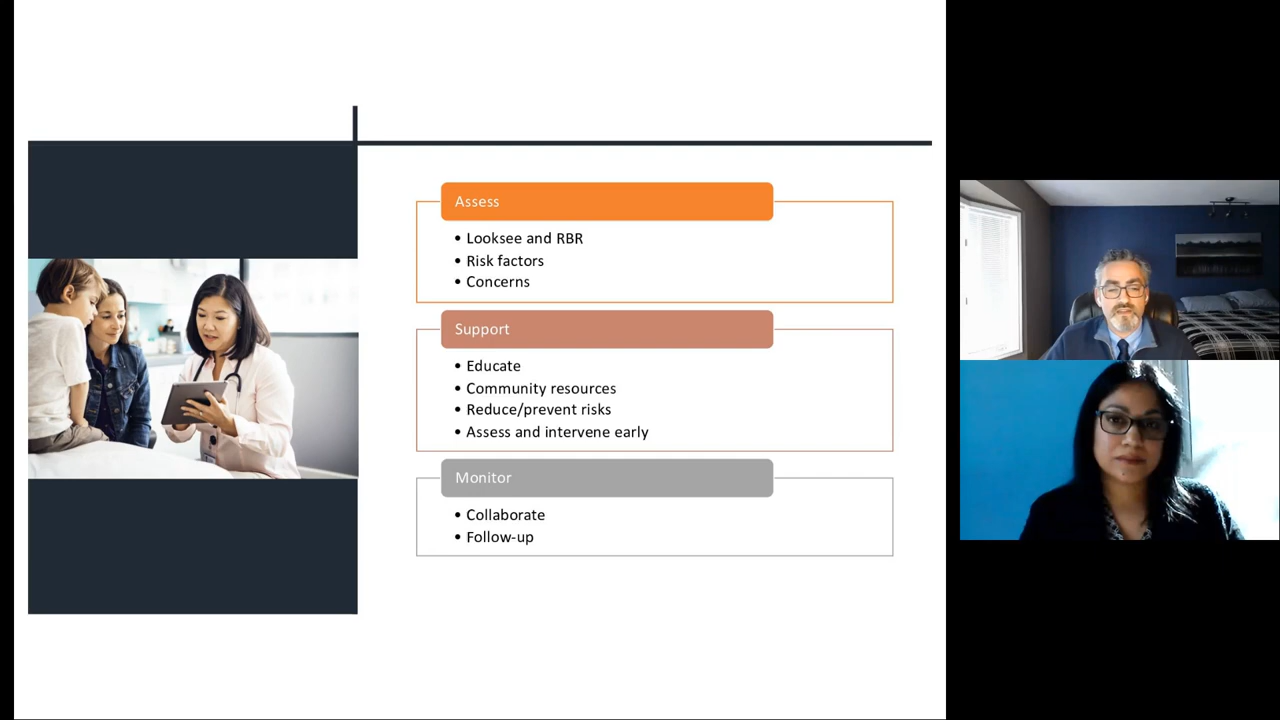 Assess
• Looksee and RBR
• Risk factors
• Concerns
Support
• Educate
• Community resources
• Reduce/prevent risks
• Assess and intervene early
Monitor
• Collaborate
• Follow-up